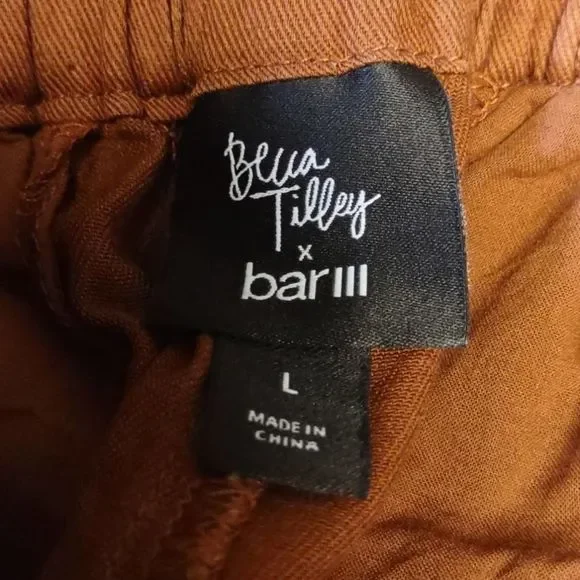 Becca
Tilley
x
bar III
L
MADE IN
CHINA